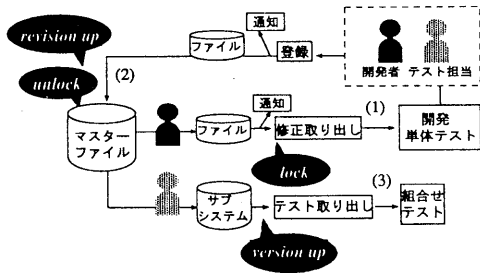 revision up
ファイル
通知
登録
開発者 テスト担当
unlock
(2)
マスター
ファイル
ファイル
通知
修正取り出し
(1)
開発
単体テスト
lock
サブ
システム
テスト取り出し
(3)
組合せ
テスト
version up